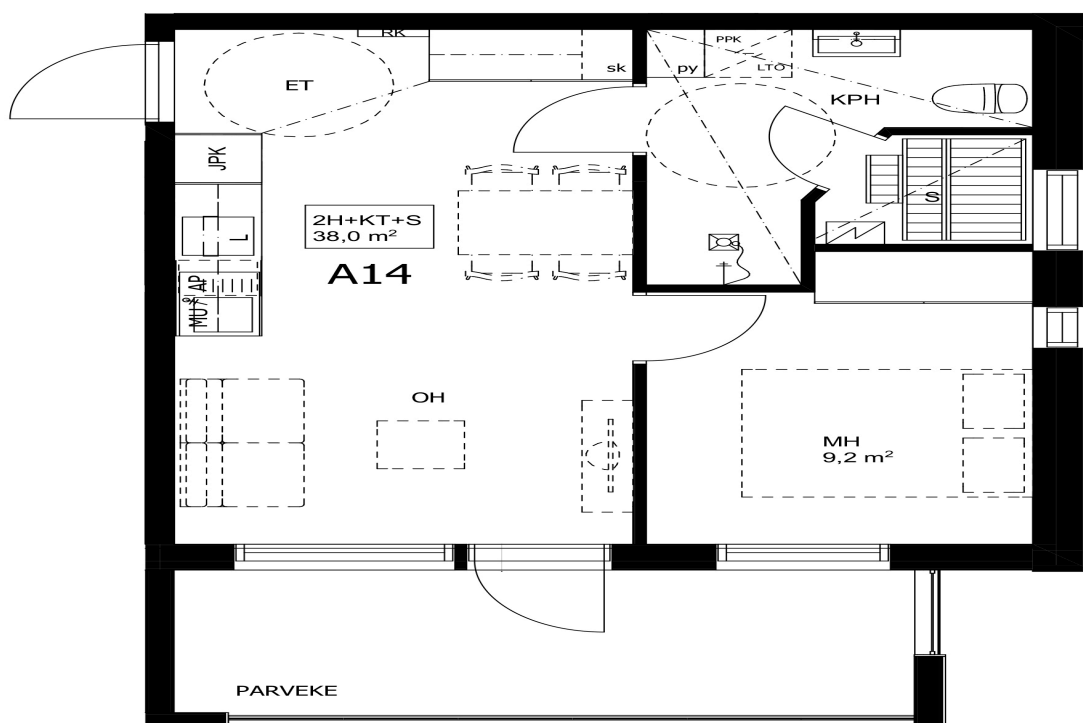 RK
ET
sk
py
PPK
LTO
KPH
JPK
2H+KT+S
38,0 m²
A14
L
S
AP
MU
OH
MH
9,2 m²
PARVEKE